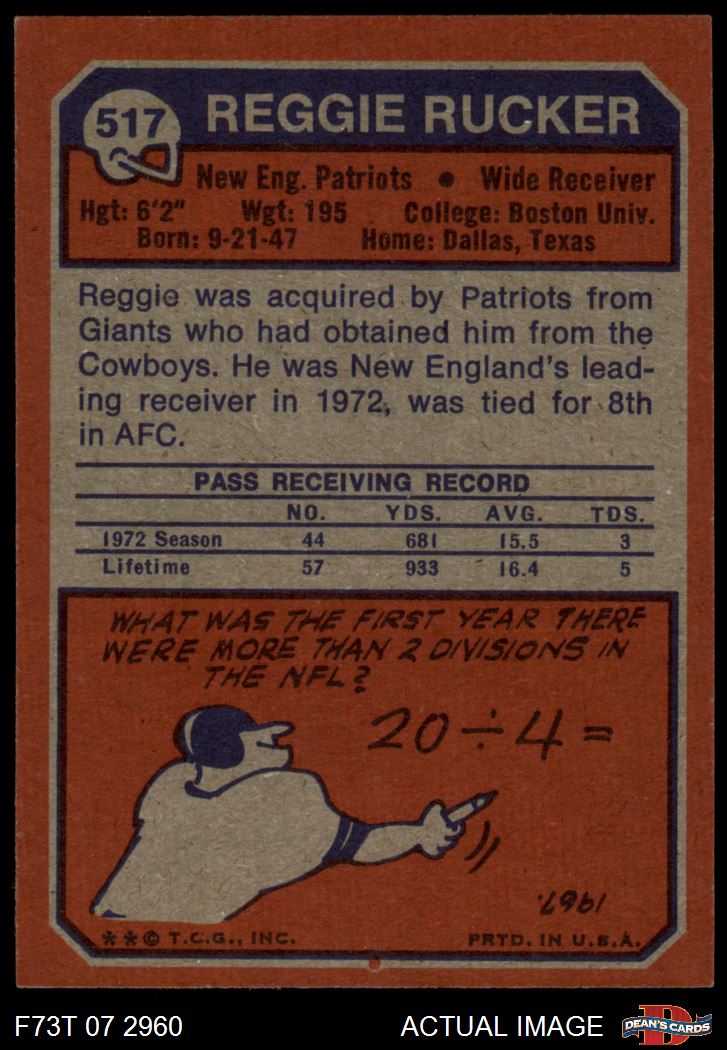 517 REGGIE RUCKER
New Eng. Patriots • Wide Receiver
Hgt: 6'2" Wgt: 195 College: Boston Univ.
Born: 9-21-47 Home: Dallas, Texas
Reggie was acquired by Patriots from
Giants who had obtained him from the
Cowboys. He was New England's lead-
ing receiver in 1972, was tied for 8th
in AFC.
PASS RECEIVING RECORD
NO. YDS. AVG. TDS.
1972 Season 44 681 15.5 3
Lifetime 57 933 16.4 5
WHAT WAS THE FIRST YEAR THERE
WERE MORE THAN 2 DIVISIONS IN
THE NFL?
20 ÷ 4 =
1967.
**© T.C.G., INC. PRTD. IN U.S.A.
F73T 07 2960 ACTUAL IMAGE D DEAN'S CARDS